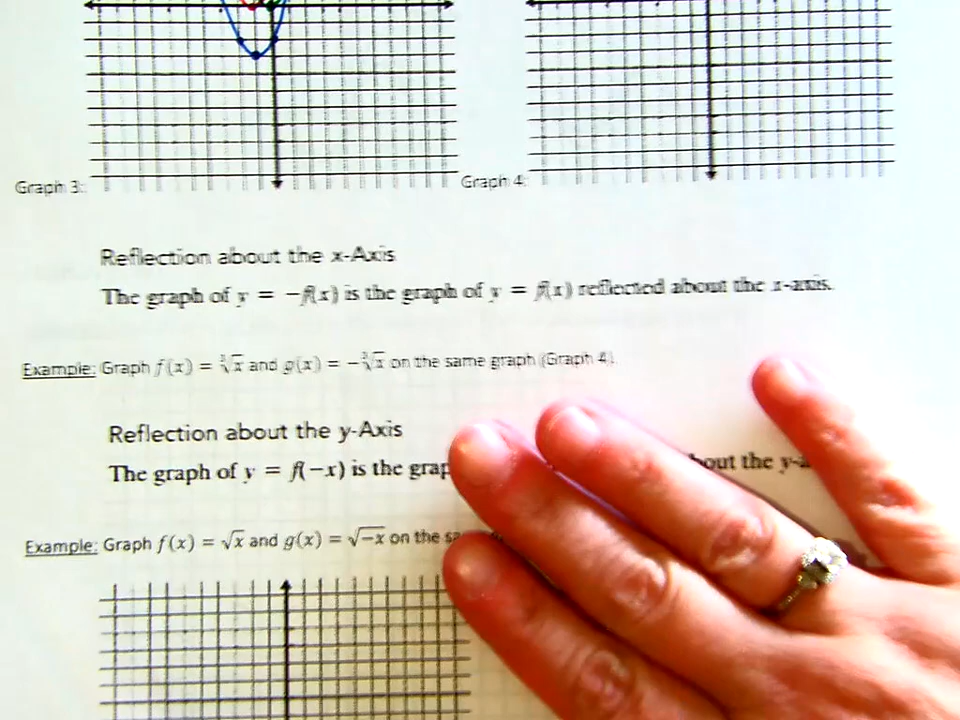 Graph 3:
Graph 4:
Reflection about the x-Axis
The graph of y = −f(x) is the graph of y = f(x) reflected about the x-axis.
Example: Graph f(x) = ∛x and g(x) = −∛x on the same graph (Graph 4).
Reflection about the y-Axis
The graph of y = f(−x) is the about the
Example: Graph f(x) = √x and g(x) = √−x on the